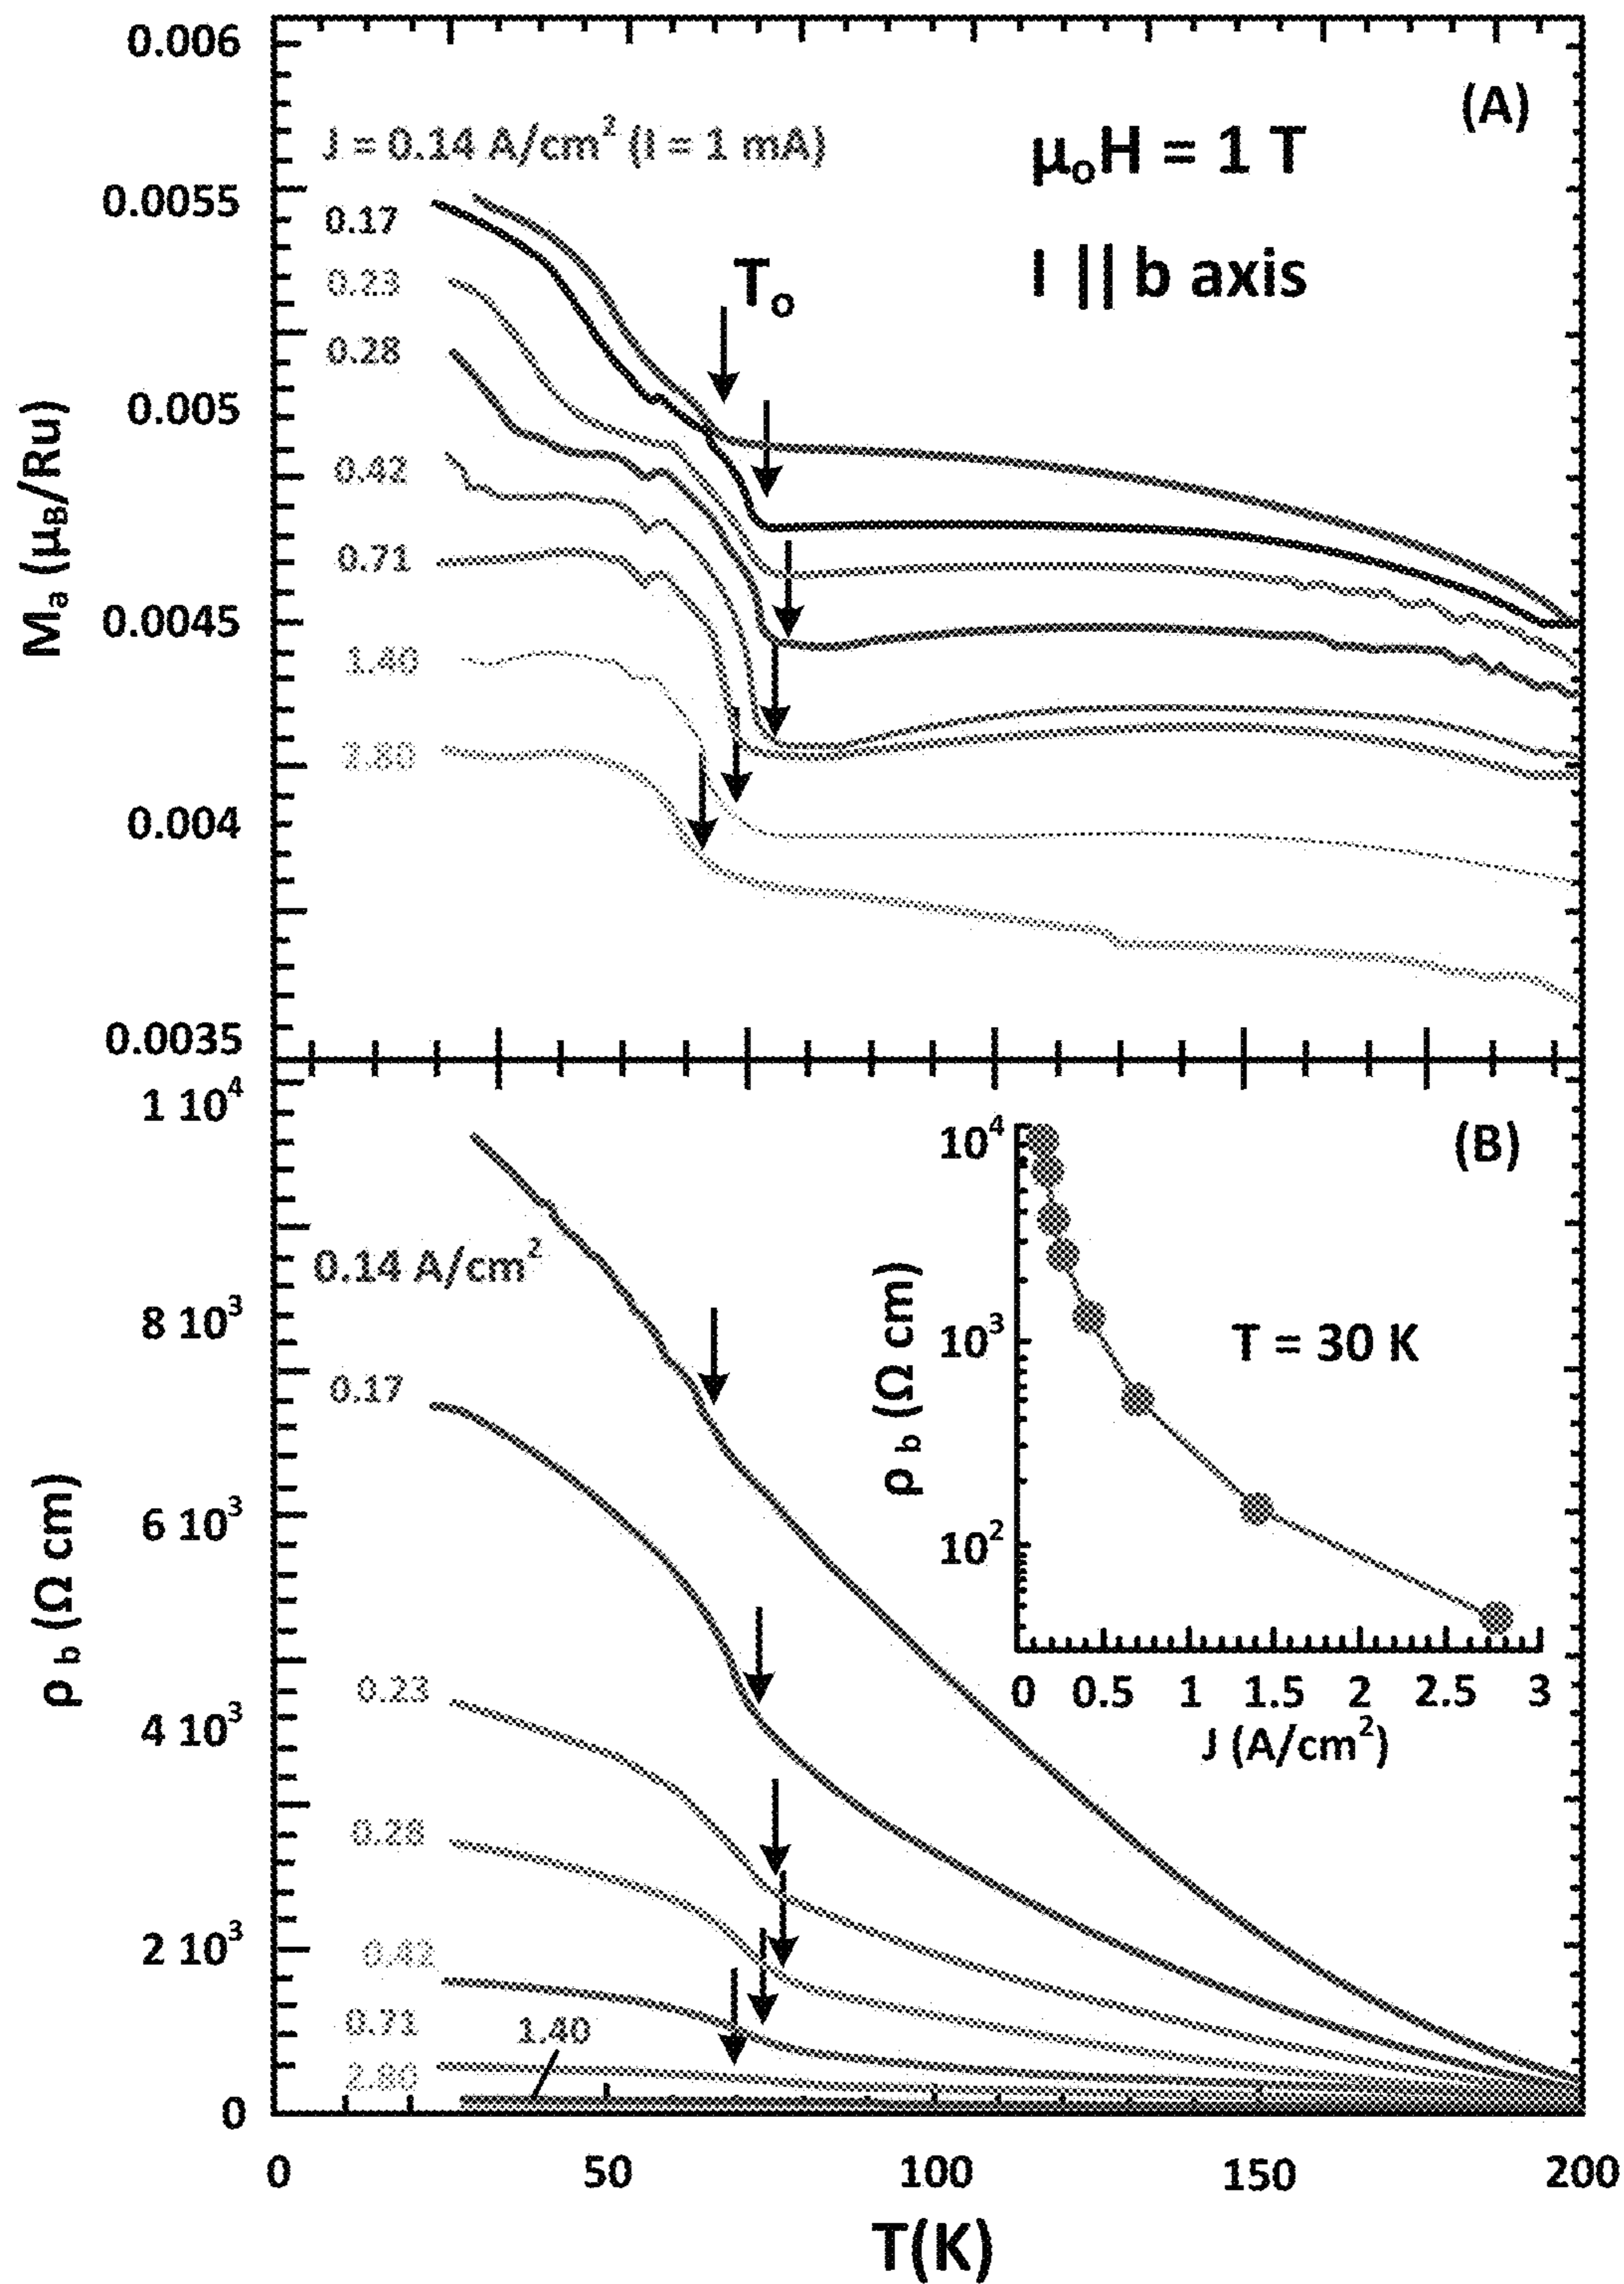 0.006
(A)
J = 0.14 A/cm² (I = 1 mA)
μₒH = 1 T
0.0055
0.17
I || b axis
0.23
Tₒ
0.28
0.005
0.42
Mₐ (μ_B/Ru)
0.71
0.0045
1.40
2.80
0.004
0.0035
1 10⁴
(B)
10⁴
0.14 A/cm²
8 10³
10³
T = 30 K
0.17
ρ b (Ω cm)
6 10³
10²
ρ b (Ω cm)
0 0.5 1 1.5 2 2.5 3
0.23
4 10³
J (A/cm²)
0.28
2 10³
0.42
0.71
1.40
2.80
0
0 50 100 150 200
T(K)